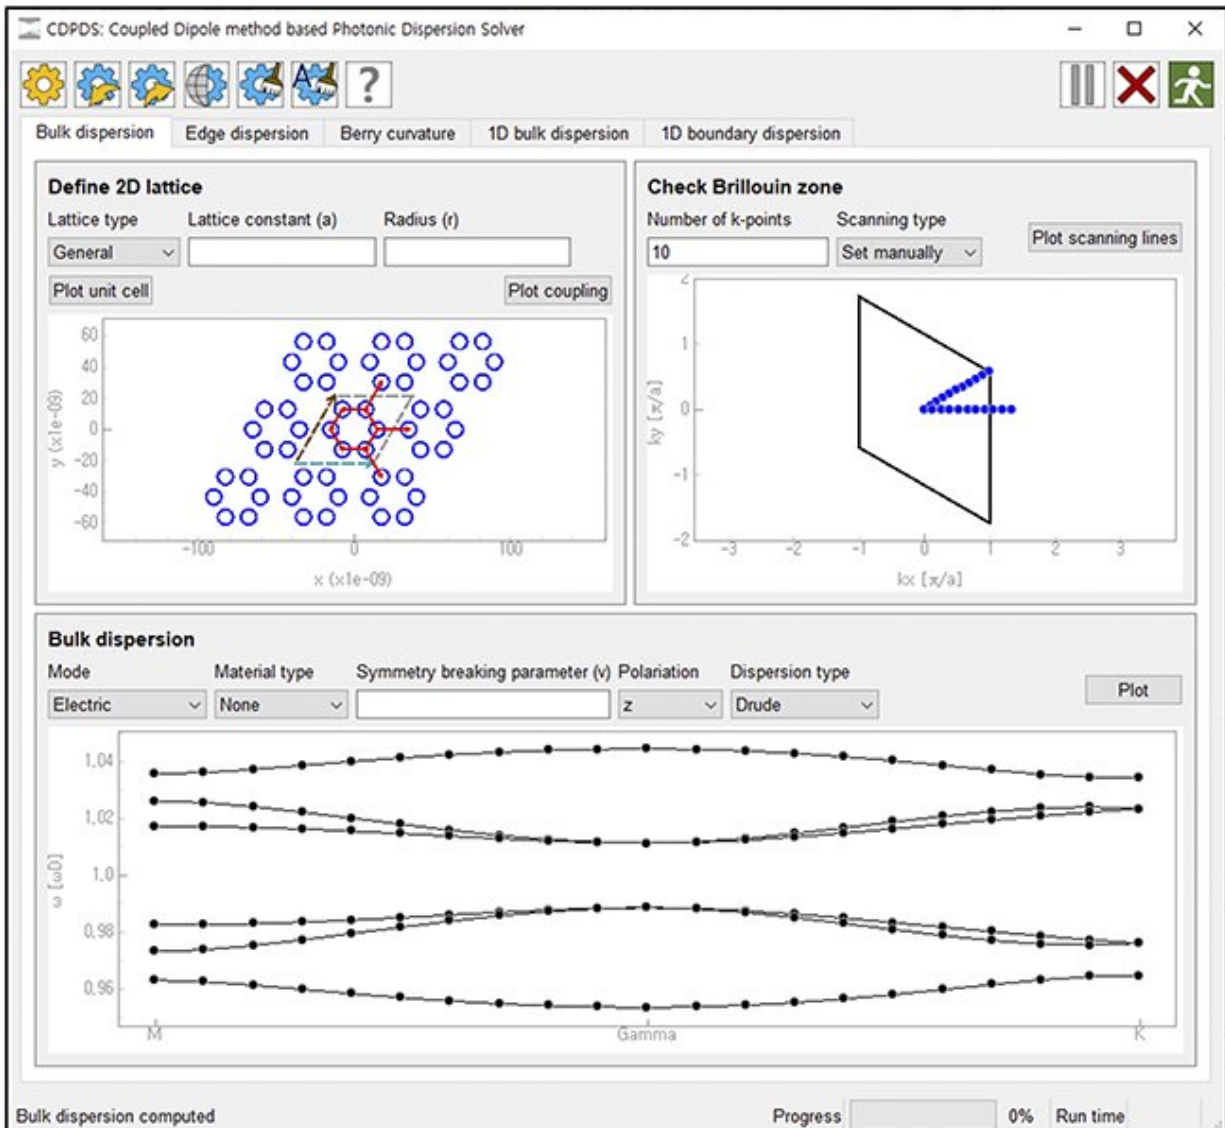 CDPDS: Coupled Dipole method based Photonic Dispersion Solver
A
?
Bulk dispersion Edge dispersion Berry curvature 1D bulk dispersion 1D boundary dispersion
Define 2D lattice
Lattice type Lattice constant (a) Radius (r)
General
Plot unit cell Plot coupling
60
40
20
0
-20
-40
-60
y (x1e-09)
-100 0 100
x (x1e-09)
Check Brillouin zone
Number of k-points Scanning type
10 Set manually Plot scanning lines
2
1
0
-1
-2
ky [π/a]
-3 -2 -1 0 1 2 3
kx [π/a]
Bulk dispersion
Mode Material type Symmetry breaking parameter (v) Polariation Dispersion type
Electric None z Drude Plot
1.04
1.02
1.0
0.98
0.96
ω [ωD]
M Gamma K
Bulk dispersion computed Progress 0% Run time